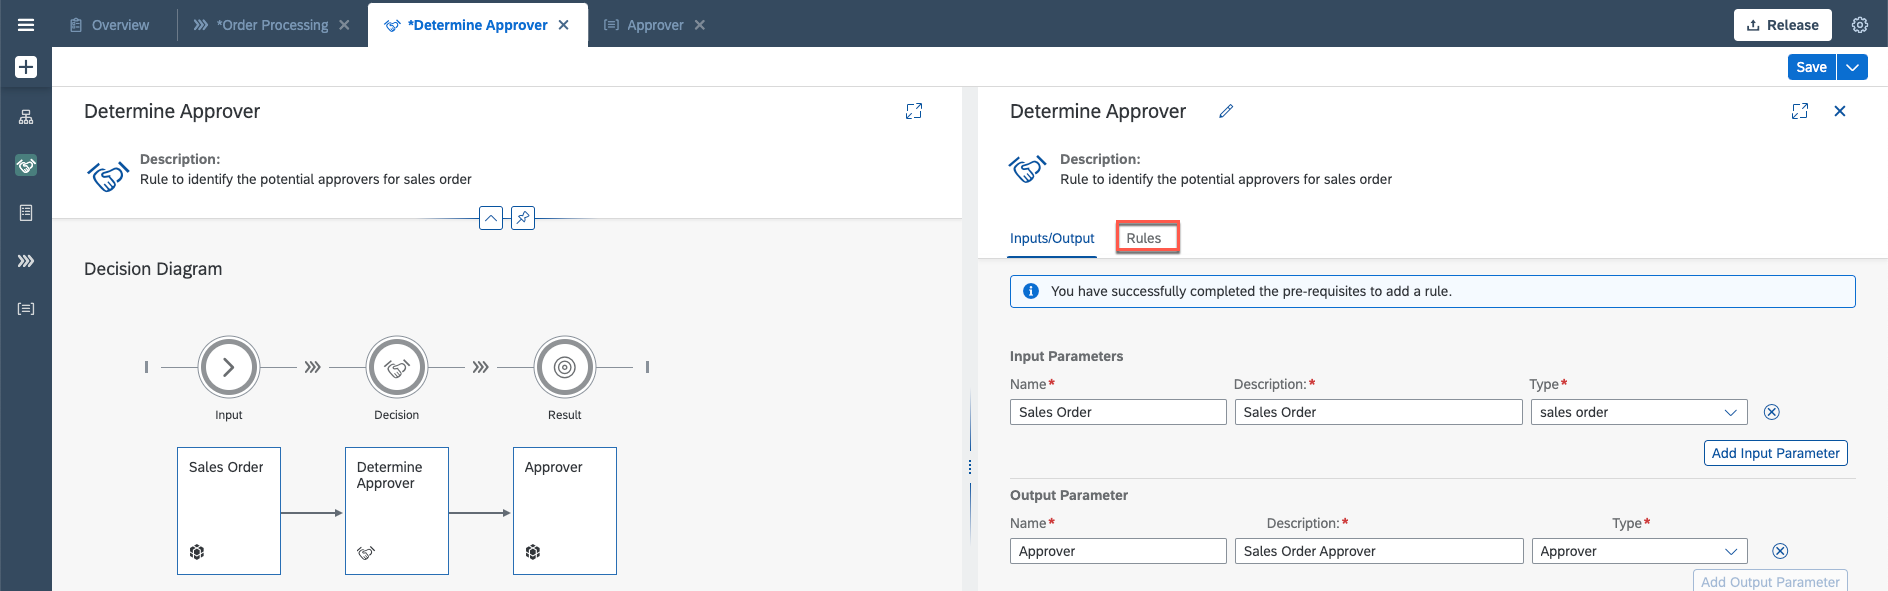 Overview
*Order Processing
*Determine Approver
Approver
Release
Save
Determine Approver
Description:
Rule to identify the potential approvers for sales order
Decision Diagram
Input
Decision
Result
Sales Order
Determine
Approver
Approver
Determine Approver
Description:
Rule to identify the potential approvers for sales order
Inputs/Output
Rules
You have successfully completed the pre-requisites to add a rule.
Input Parameters
Name* Description:* Type*
Sales Order Sales Order sales order
Add Input Parameter
Output Parameter
Name* Description:* Type*
Approver Sales Order Approver Approver
Add Output Parameter